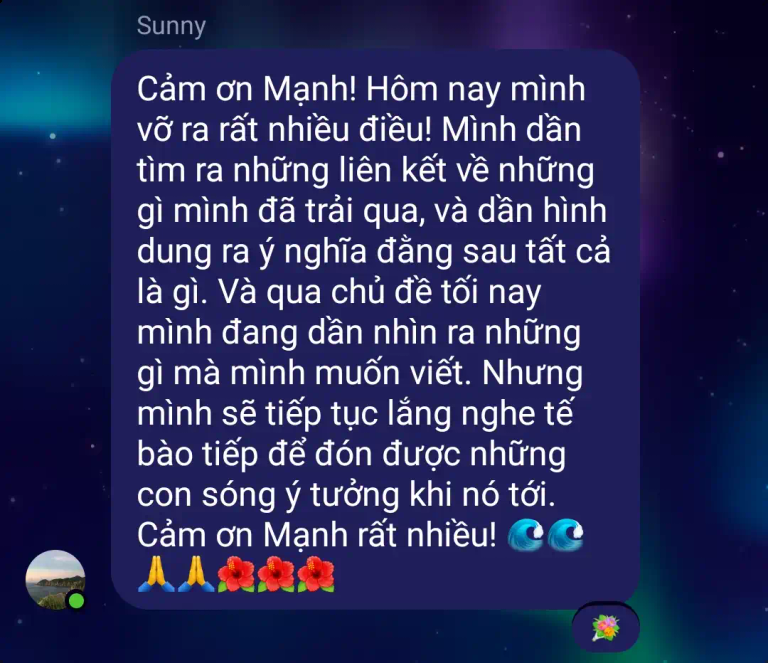 Sunny
Cảm ơn Mạnh! Hôm nay mình
vỡ ra rất nhiều điều! Mình dần
tìm ra những liên kết về những
gì mình đã trải qua, và dần hình
dung ra ý nghĩa đằng sau tất cả
là gì. Và qua chủ đề tối nay
mình đang dần nhìn ra những
gì mà mình muốn viết. Nhưng
mình sẽ tiếp tục lắng nghe tế
bào tiếp để đón được những
con sóng ý tưởng khi nó tới.
Cảm ơn Mạnh rất nhiều! 🌊🌊
🙏🙏🌺🌺🌺